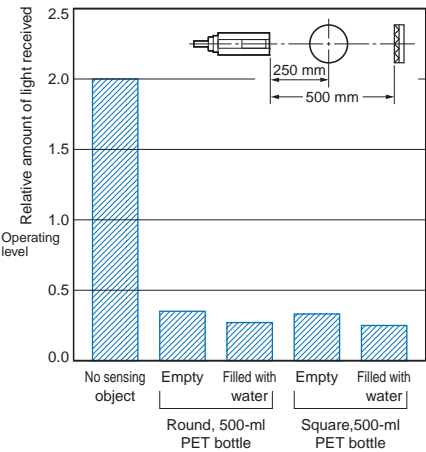 Relative amount of light received
2.5
2.0
1.5
1.0
Operating
level
0.5
0.0
250 mm
500 mm
No sensing
object
Empty
Filled with
water
Empty
Filled with
water
Round, 500-ml
PET bottle
Square,500-ml
PET bottle